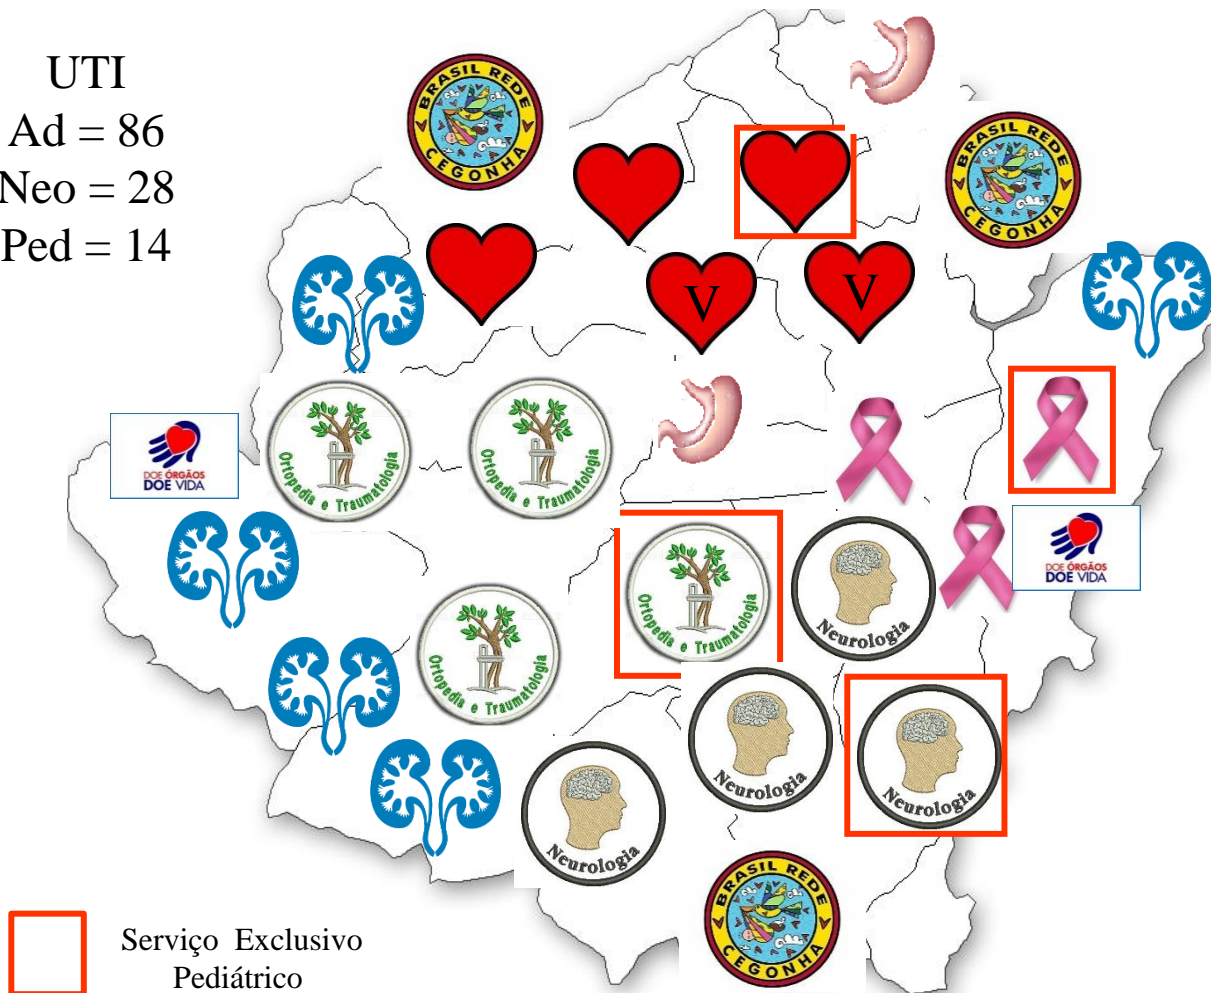 UTI
Ad = 86
Neo = 28
Ped = 14
BRASIL REDE
CEGONHA
BRASIL REDE
CEGONHA
V
V
DOE ÓRGÃOS
DOE VIDA
Ortopedia e Traumatologia
Ortopedia e Traumatologia
DOE ÓRGÃOS
DOE VIDA
Ortopedia e Traumatologia
Neurologia
Ortopedia e Traumatologia
Neurologia
Neurologia
Neurologia
BRASIL REDE
CEGONHA
Serviço Exclusivo
Pediátrico